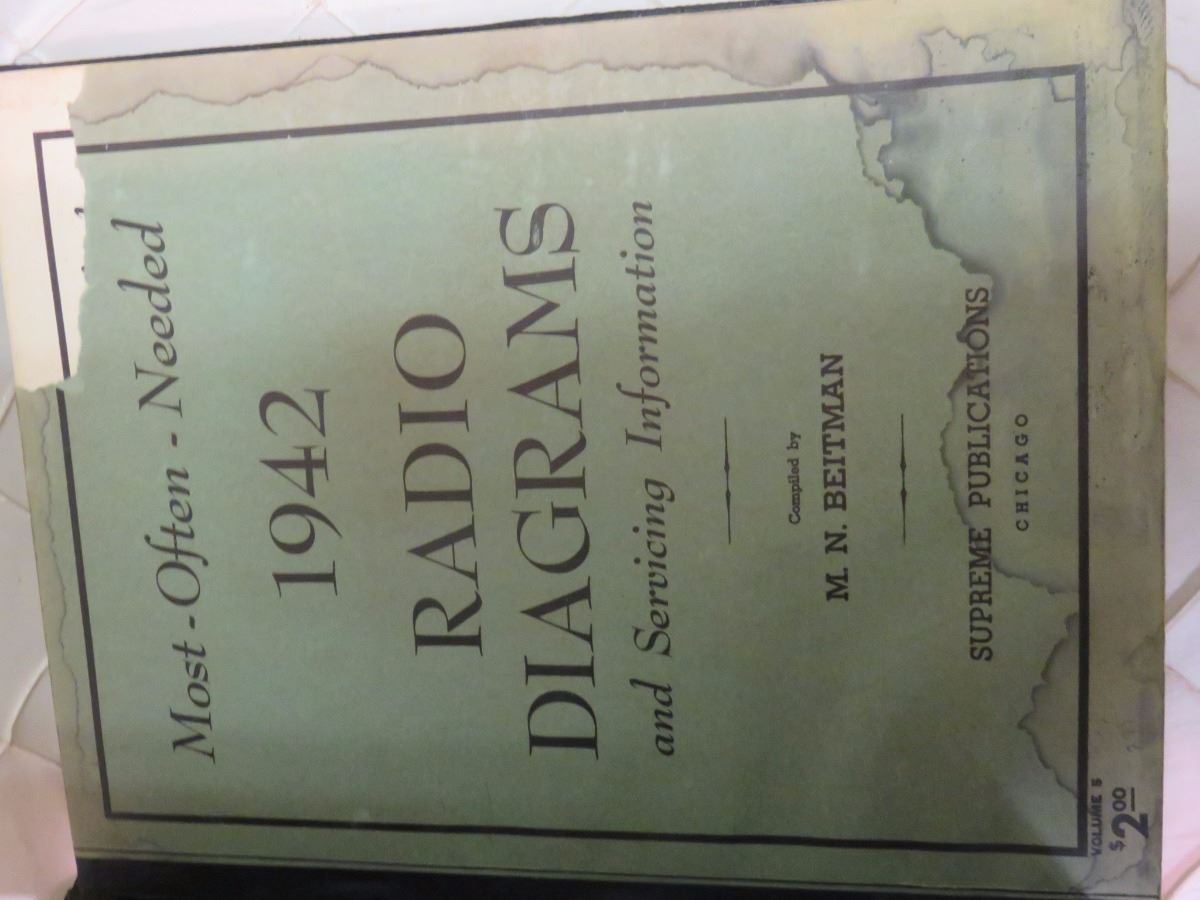 Most - Often - Needed
1942
RADIO
DIAGRAMS
and Servicing Information
Compiled by
M. N. BEITMAN
SUPREME PUBLICATIONS
CHICAGO
VOLUME 5
$2.00